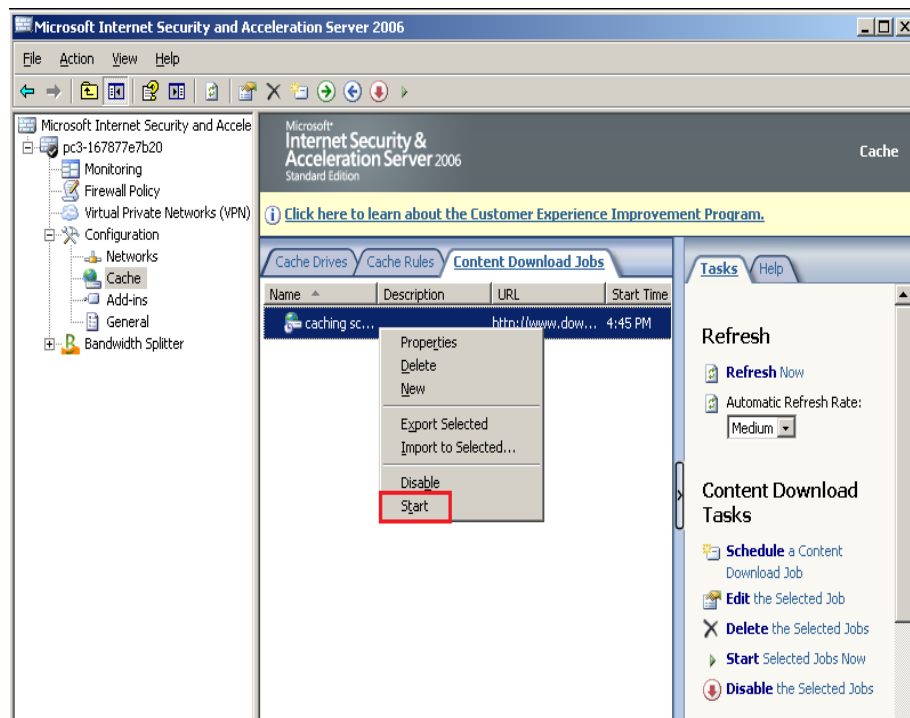 Microsoft Internet Security and Acceleration Server 2006
File Action View Help
Microsoft Internet Security and Accele
pc3-167877e7b20
Monitoring
Firewall Policy
Virtual Private Networks (VPN)
Configuration
Networks
Cache
Add-ins
General
Bandwidth Splitter
Microsoft
Internet Security &
Acceleration Server 2006
Standard Edition
Cache
Click here to learn about the Customer Experience Improvement Program.
Cache Drives Cache Rules Content Download Jobs
Name Description URL Start Time
caching sc... http://www.dow... 4:45 PM
Properties
Delete
New
Export Selected
Import to Selected...
Disable
Start
Tasks Help
Refresh
Refresh Now
Automatic Refresh Rate:
Medium
Content Download
Tasks
Schedule a Content
Download Job
Edit the Selected Job
Delete the Selected Jobs
Start Selected Jobs Now
Disable the Selected Jobs